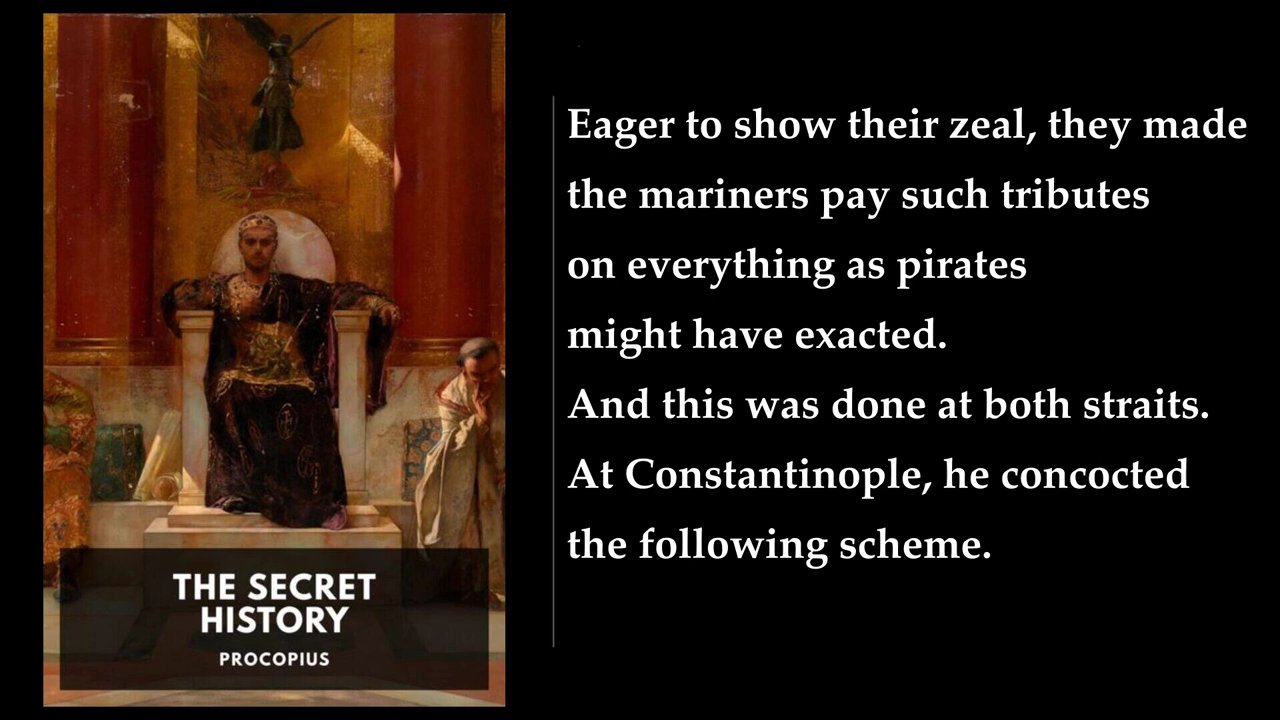 THE SECRET
HISTORY
PROCOPIUS
Eager to show their zeal, they made
the mariners pay such tributes
on everything as pirates
might have exacted.
And this was done at both straits.
At Constantinople, he concocted
the following scheme.